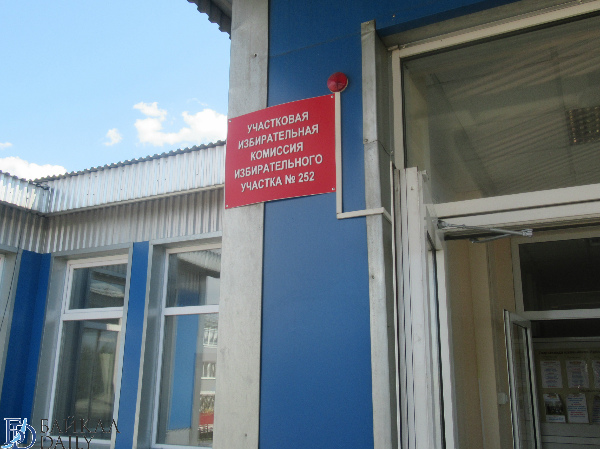 УЧАСТКОВАЯ
ИЗБИРАТЕЛЬНАЯ
КОМИССИЯ
ИЗБИРАТЕЛЬНОГО
УЧАСТКА № 252
БАЙКАЛ
DAILY